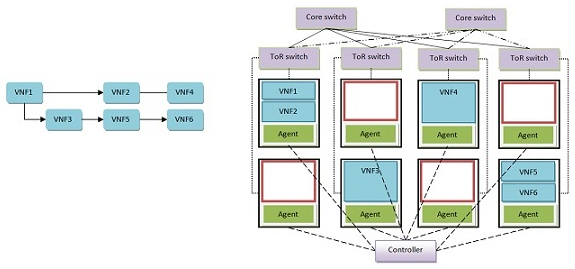 Core switch
Core switch
ToR switch
ToR switch
ToR switch
ToR switch
VNF1
VNF2
VNF4
VNF3
VNF5
VNF6
VNF1
VNF2
Agent
Agent
VNF4
Agent
Agent
Agent
VNF3
Agent
Agent
VNF5
VNF6
Agent
Controller